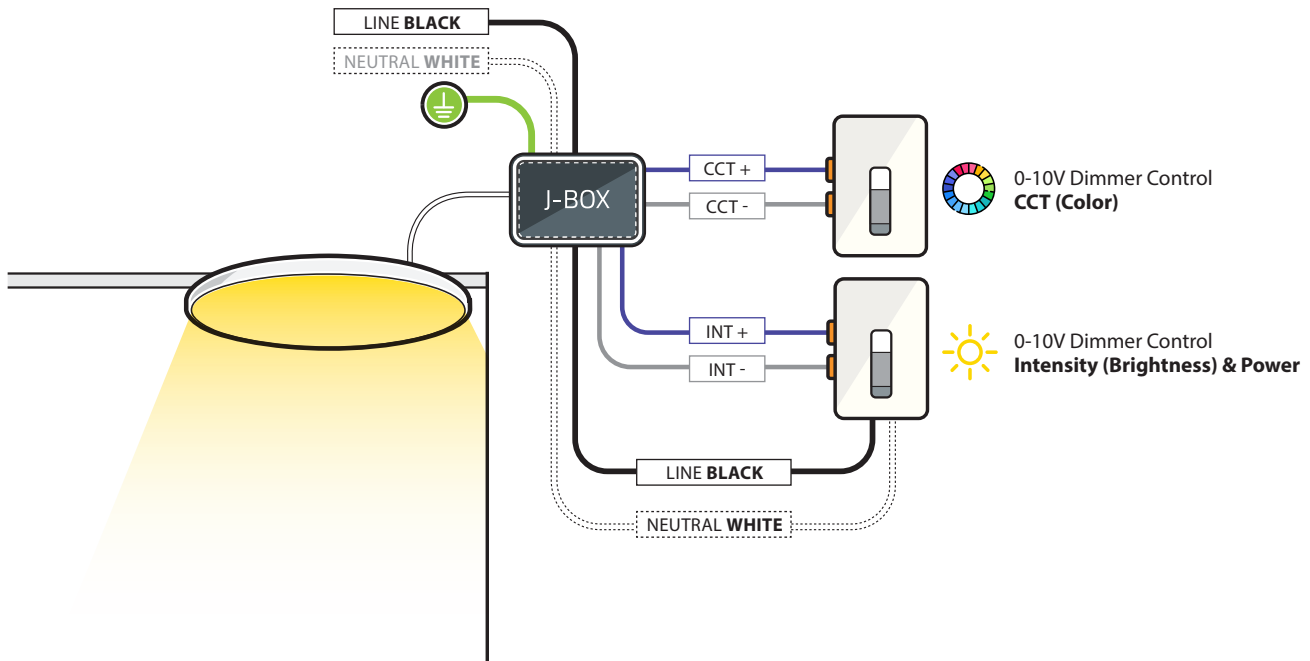 LINE BLACK
NEUTRAL WHITE
J-BOX
CCT +
CCT -
0-10V Dimmer Control
CCT (Color)
INT +
INT -
0-10V Dimmer Control
Intensity (Brightness) & Power
LINE BLACK
NEUTRAL WHITE